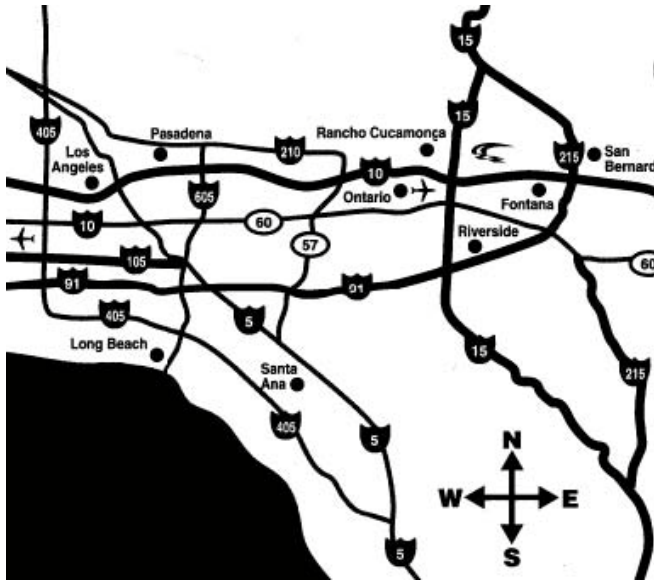 15
15
405
Pasadena
210
Rancho Cucamonga
215
San
Bernard
Los
Angeles
10
605
Ontario
Fontana
10
60
57
Riverside
105
60
91
91
405
5
Long Beach
15
Santa
Ana
215
405
5
N
W
E
S
5